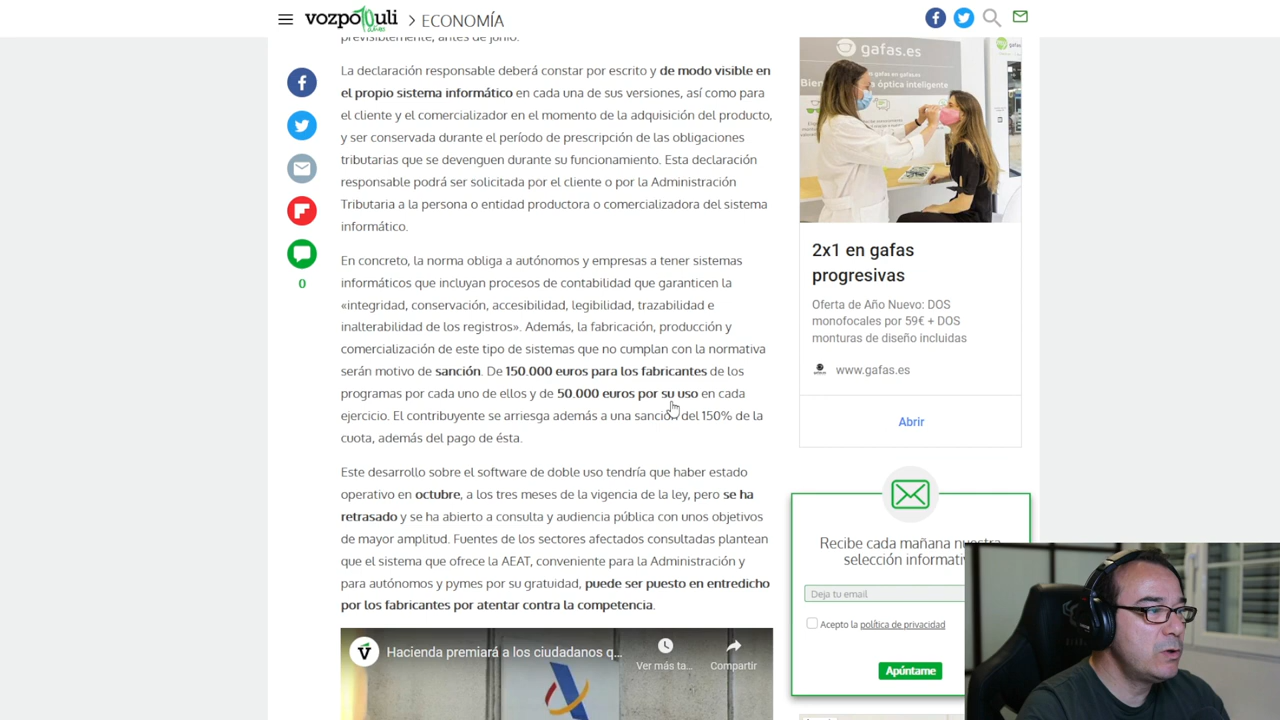 vozpópuli
10 años
> ECONOMÍA
previsiblemente, antes de junio.
La declaración responsable deberá constar por escrito y de modo visible en
el propio sistema informático en cada una de sus versiones, así como para
el cliente y el comercializador en el momento de la adquisición del producto,
y ser conservada durante el período de prescripción de las obligaciones
tributarias que se devenguen durante su funcionamiento. Esta declaración
responsable podrá ser solicitada por el cliente o por la Administración
Tributaria a la persona o entidad productora o comercializadora del sistema
informático.
0
En concreto, la norma obliga a autónomos y empresas a tener sistemas
informáticos que incluyan procesos de contabilidad que garanticen la
«integridad, conservación, accesibilidad, legibilidad, trazabilidad e
inalterabilidad de los registros». Además, la fabricación, producción y
comercialización de este tipo de sistemas que no cumplan con la normativa
serán motivo de sanción. De 150.000 euros para los fabricantes de los
programas por cada uno de ellos y de 50.000 euros por su uso en cada
ejercicio. El contribuyente se arriesga además a una sanción del 150% de la
cuota, además del pago de ésta.
Este desarrollo sobre el software de doble uso tendría que haber estado
operativo en octubre, a los tres meses de la vigencia de la ley, pero se ha
retrasado y se ha abierto a consulta y audiencia pública con unos objetivos
de mayor amplitud. Fuentes de los sectores afectados consultadas plantean
que el sistema que ofrece la AEAT, conveniente para la Administración y
para autónomos y pymes por su gratuidad, puede ser puesto en entredicho
por los fabricantes por atentar contra la competencia.
Hacienda premiará a los ciudadanos q...
Ver más ta...
Compartir
gafas.es
gafas.es
óptica inteligente
2x1 en gafas
progresivas
Oferta de Año Nuevo: DOS
monofocales por 59€ + DOS
monturas de diseño incluidas
www.gafas.es
Abrir
Recibe cada mañana nuestra
selección informati
Deja tu email
Acepto la política de privacidad
Apúntame